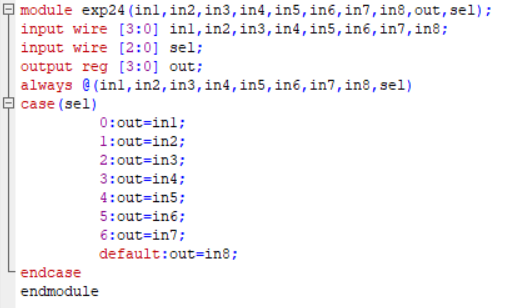 module exp24(in1,in2,in3,in4,in5,in6,in7,in8,out,sel);
input wire [3:0] in1,in2,in3,in4,in5,in6,in7,in8;
input wire [2:0] sel;
output reg [3:0] out;
always @(in1,in2,in3,in4,in5,in6,in7,in8,sel)
case(sel)
0:out=in1;
1:out=in2;
2:out=in3;
3:out=in4;
4:out=in5;
5:out=in6;
6:out=in7;
default:out=in8;
endcase
endmodule